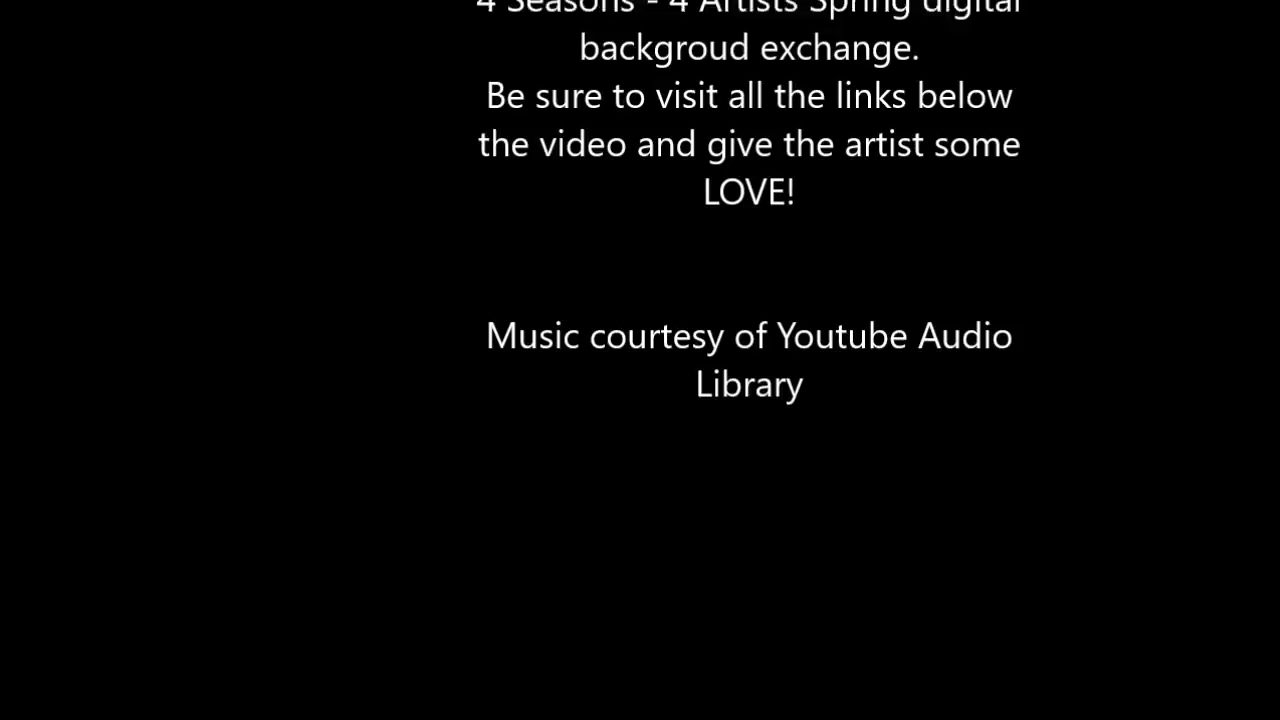 4 Seasons - 4 Artists Spring digital
backgroud exchange.
Be sure to visit all the links below
the video and give the artist some
LOVE!
Music courtesy of Youtube Audio
Library